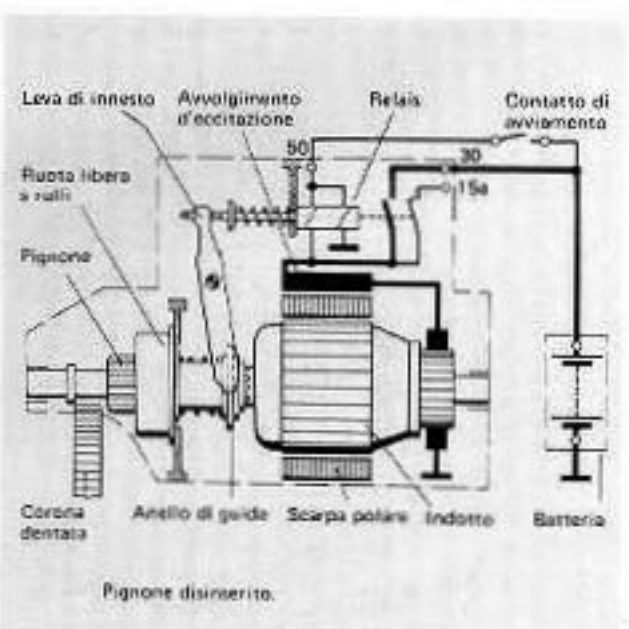 Leva di innesto
Avvolgimento
d'eccitazione
Relais
Contatto di
avviamento
50
30
15a
Ruota libera
a rulli
Pignone
Corona
dentata
Anello di guida
Scarpa polare
Indotto
Batteria
Pignone disinserito.